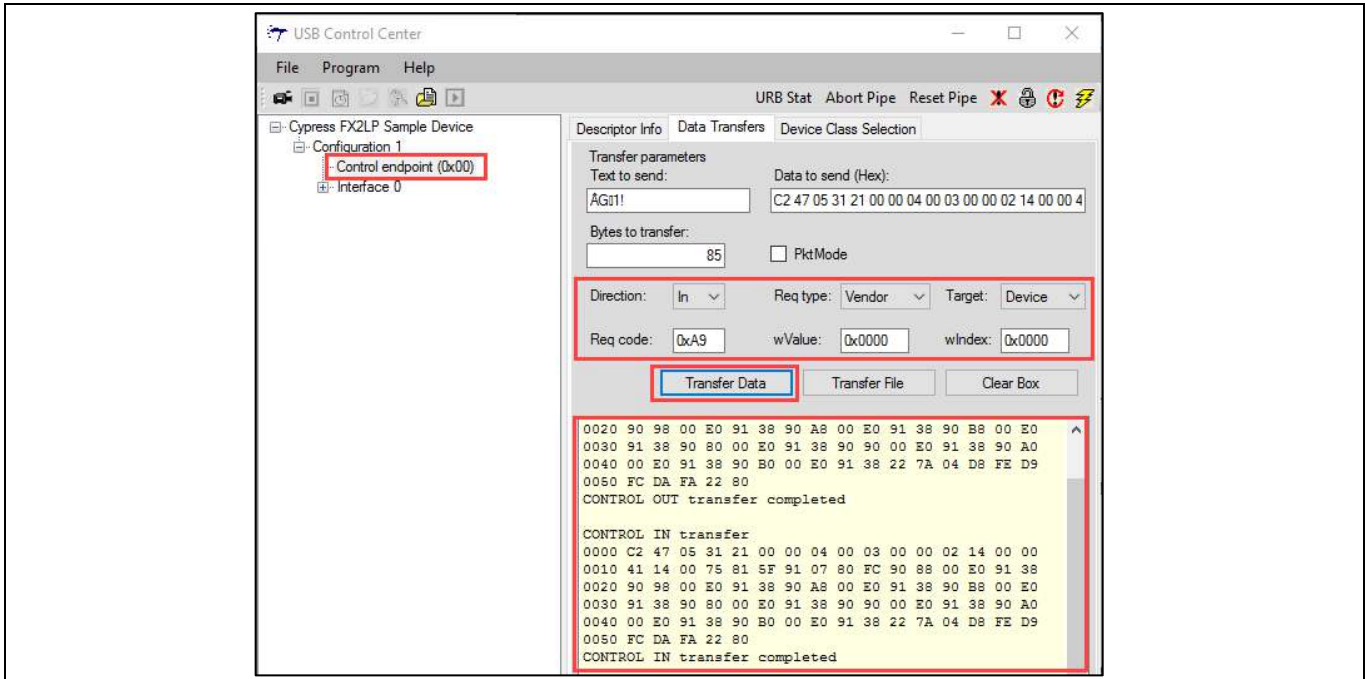 USB Control Center
File Program Help
URB Stat Abort Pipe Reset Pipe
Cypress FX2LP Sample Device
Configuration 1
Control endpoint (0x00)
Interface 0
Descriptor Info Data Transfers Device Class Selection
Transfer parameters
Text to send: Data to send (Hex):
C2 47 05 31 21 00 00 04 00 03 00 00 02 14 00 00 4
Bytes to transfer:
85 PktMode
Direction: In Req type: Vendor Target: Device
Req code: 0xA9 wValue: 0x0000 wIndex: 0x0000
Transfer Data Transfer File Clear Box
0020 90 98 00 E0 91 38 90 A8 00 E0 91 38 90 B8 00 E0
0030 91 38 90 80 00 E0 91 38 90 90 00 E0 91 38 90 A0
0040 00 E0 91 38 90 B0 00 E0 91 38 22 7A 04 D8 FE D9
0050 FC DA FA 22 80
CONTROL OUT transfer completed
CONTROL IN transfer
0000 C2 47 05 31 21 00 00 04 00 03 00 00 02 14 00 00
0010 41 14 00 75 81 5F 91 07 80 FC 90 88 00 E0 91 38
0020 90 98 00 E0 91 38 90 A8 00 E0 91 38 90 B8 00 E0
0030 91 38 90 80 00 E0 91 38 90 90 00 E0 91 38 90 A0
0040 00 E0 91 38 90 B0 00 E0 91 38 22 7A 04 D8 FE D9
0050 FC DA FA 22 80
CONTROL IN transfer completed